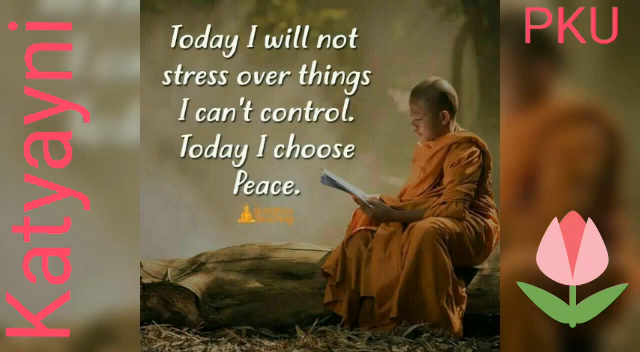 Katyayni
Today I will not
stress over things
I can't control.
Today I choose
Peace.
PKU